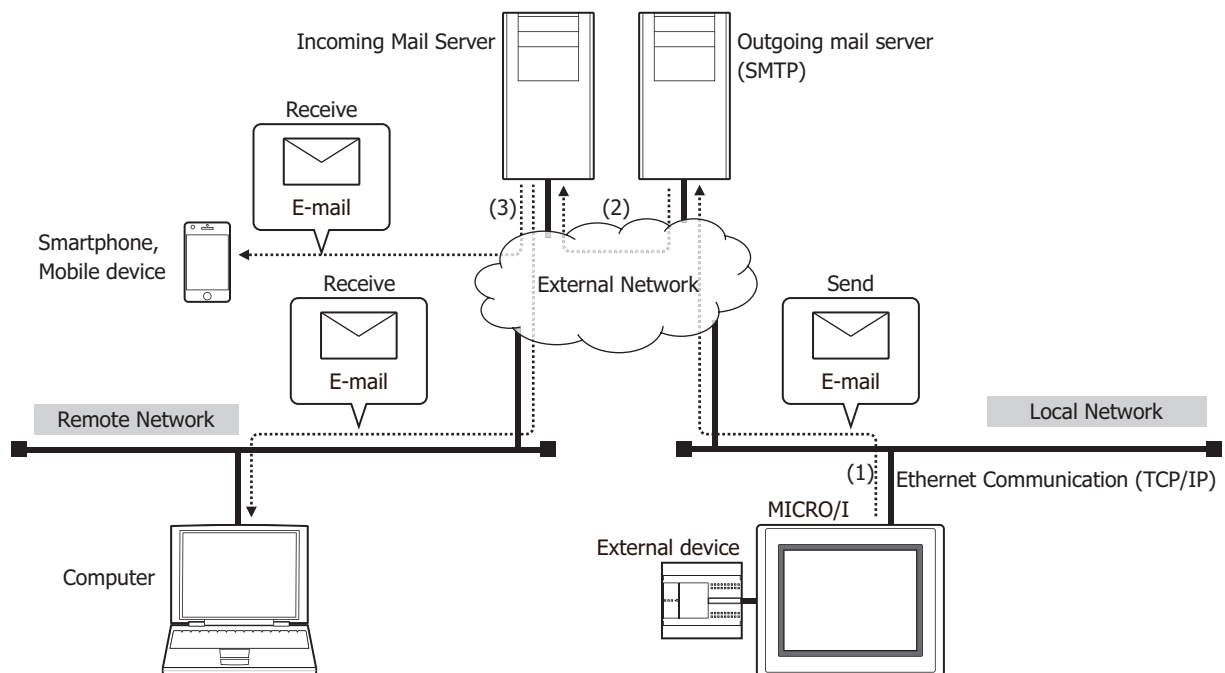 Incoming Mail Server
Outgoing mail server
(SMTP)
Receive
E-mail
(3)
(2)
Smartphone,
Mobile device
External Network
Receive
E-mail
Send
E-mail
Remote Network
Local Network
(1)
Ethernet Communication (TCP/IP)
MICRO/I
External device
Computer